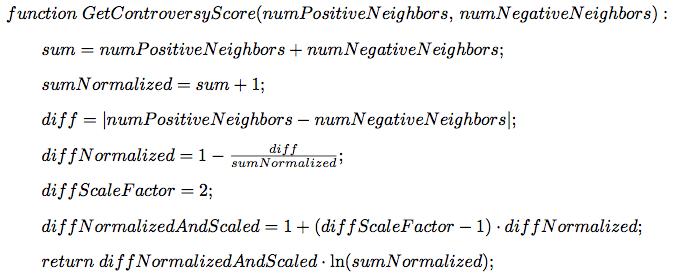 function GetControversyScore(numPositiveNeighbors, numNegativeNeighbors) :
sum = numPositiveNeighbors + numNegativeNeighbors;
sumNormalized = sum + 1;
diff = |numPositiveNeighbors − numNegativeNeighbors|;
diffNormalized = 1 − diff/sumNormalized;
diffScaleFactor = 2;
diffNormalizedAndScaled = 1 + (diffScaleFactor − 1) · diffNormalized;
return diffNormalizedAndScaled · ln(sumNormalized);